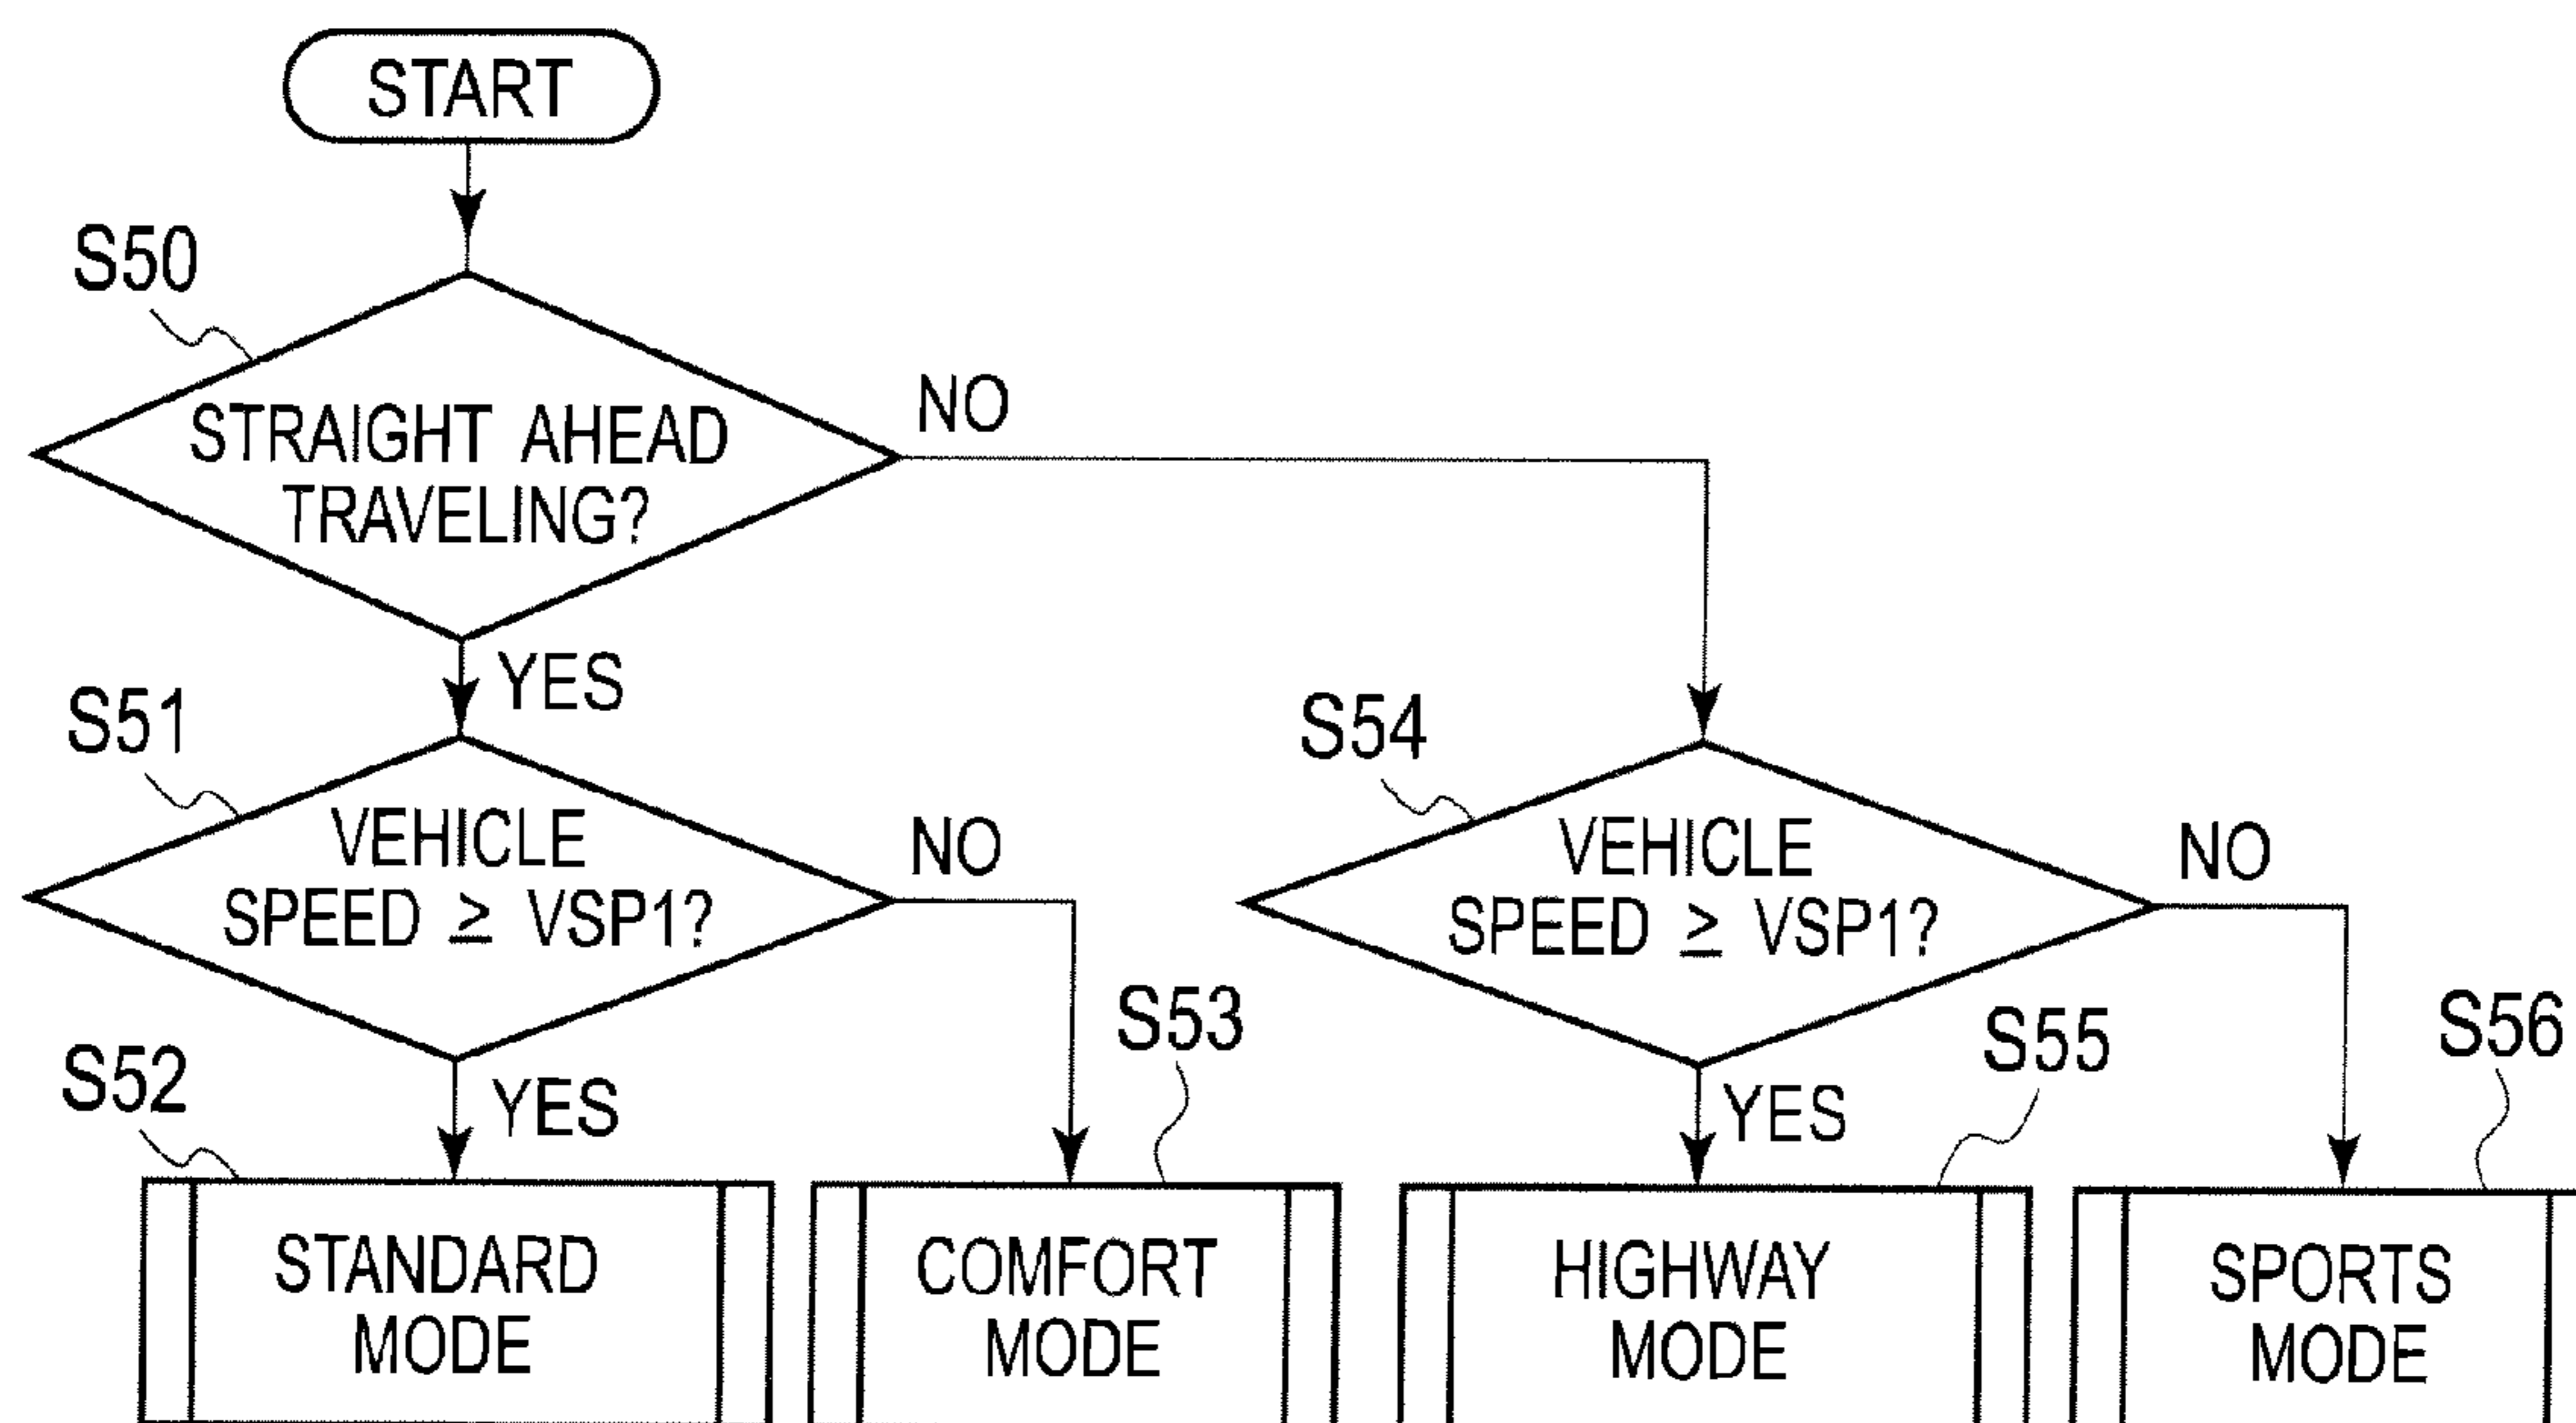 START
S50
STRAIGHT AHEAD
TRAVELING?
NO
YES
S51
VEHICLE
SPEED ≥ VSP1?
NO
YES
S54
VEHICLE
SPEED ≥ VSP1?
NO
YES
S52
STANDARD
MODE
S53
COMFORT
MODE
S55
HIGHWAY
MODE
S56
SPORTS
MODE